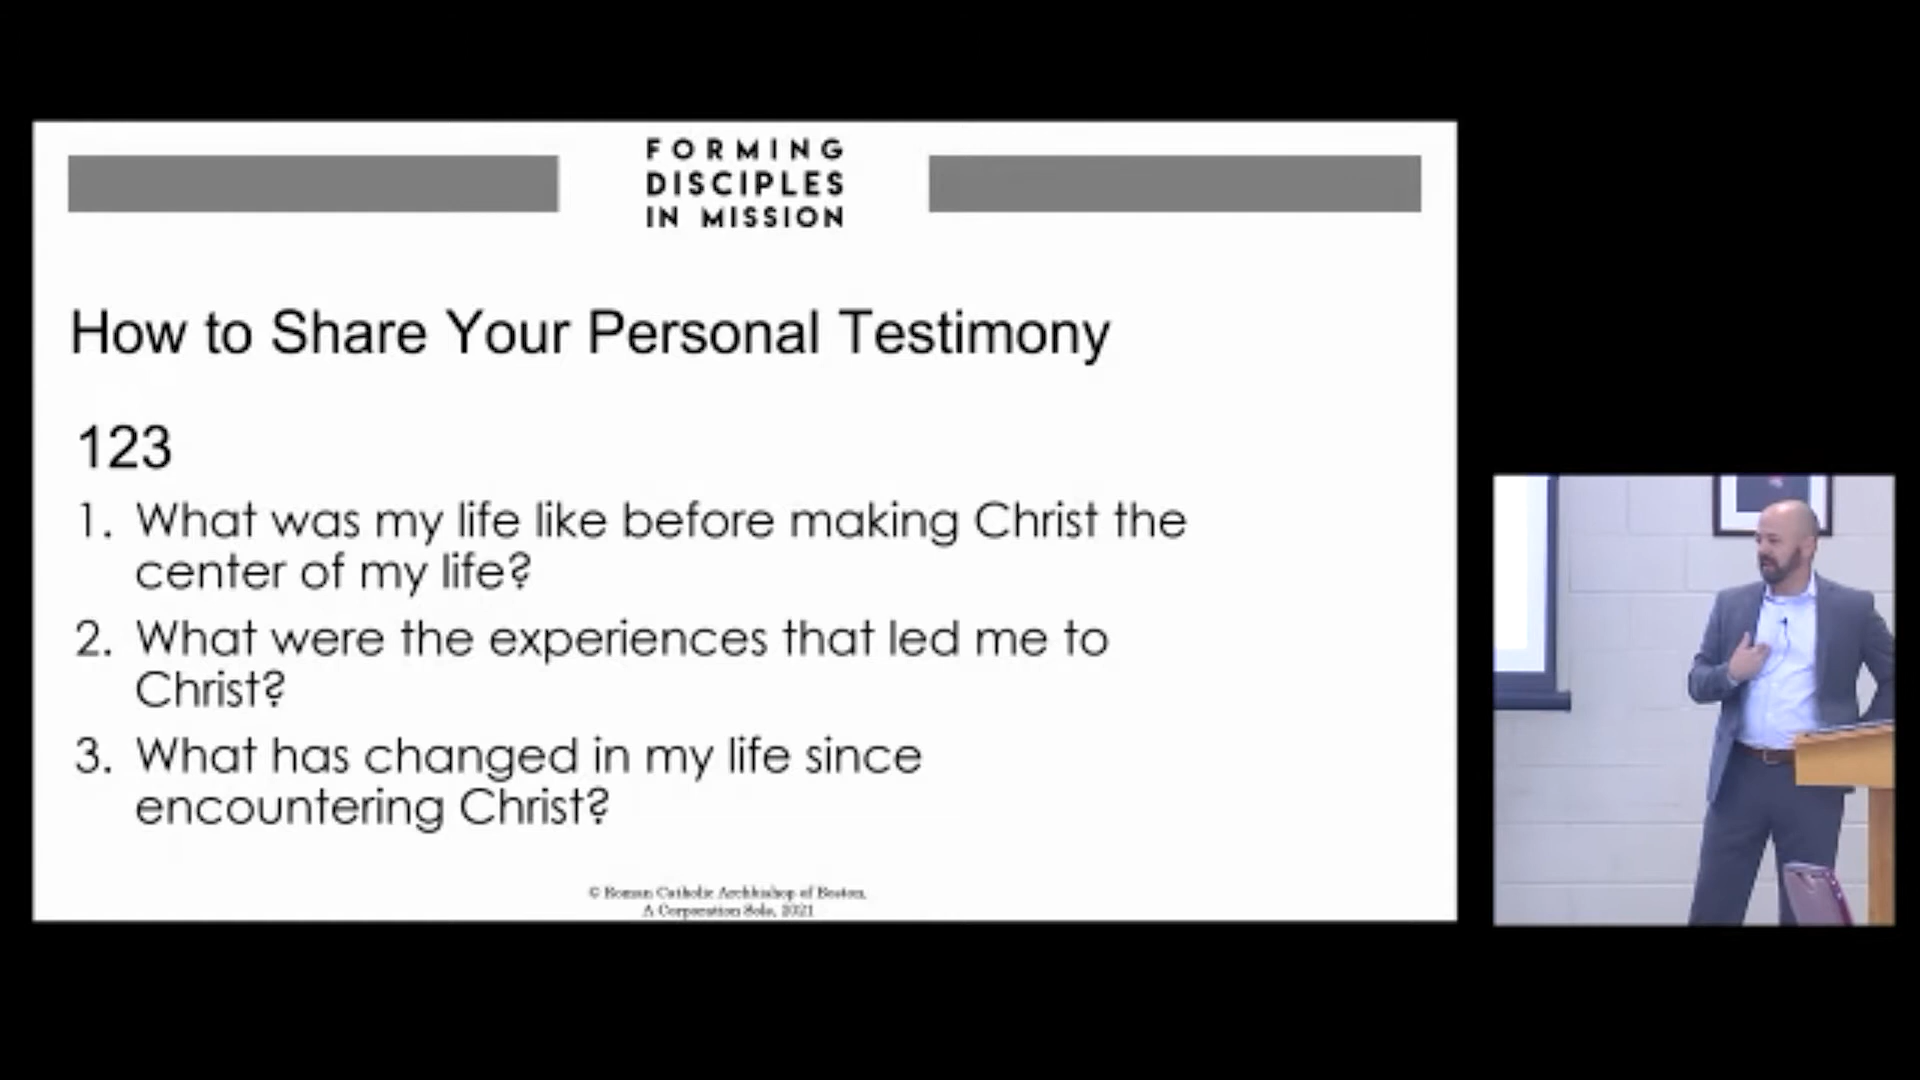 FORMING
DISCIPLES
IN MISSION
How to Share Your Personal Testimony
123
1. What was my life like before making Christ the
center of my life?
2. What were the experiences that led me to
Christ?
3. What has changed in my life since
encountering Christ?
© Roman Catholic Archbishop of Boston,
A Corporation Sole, 2021